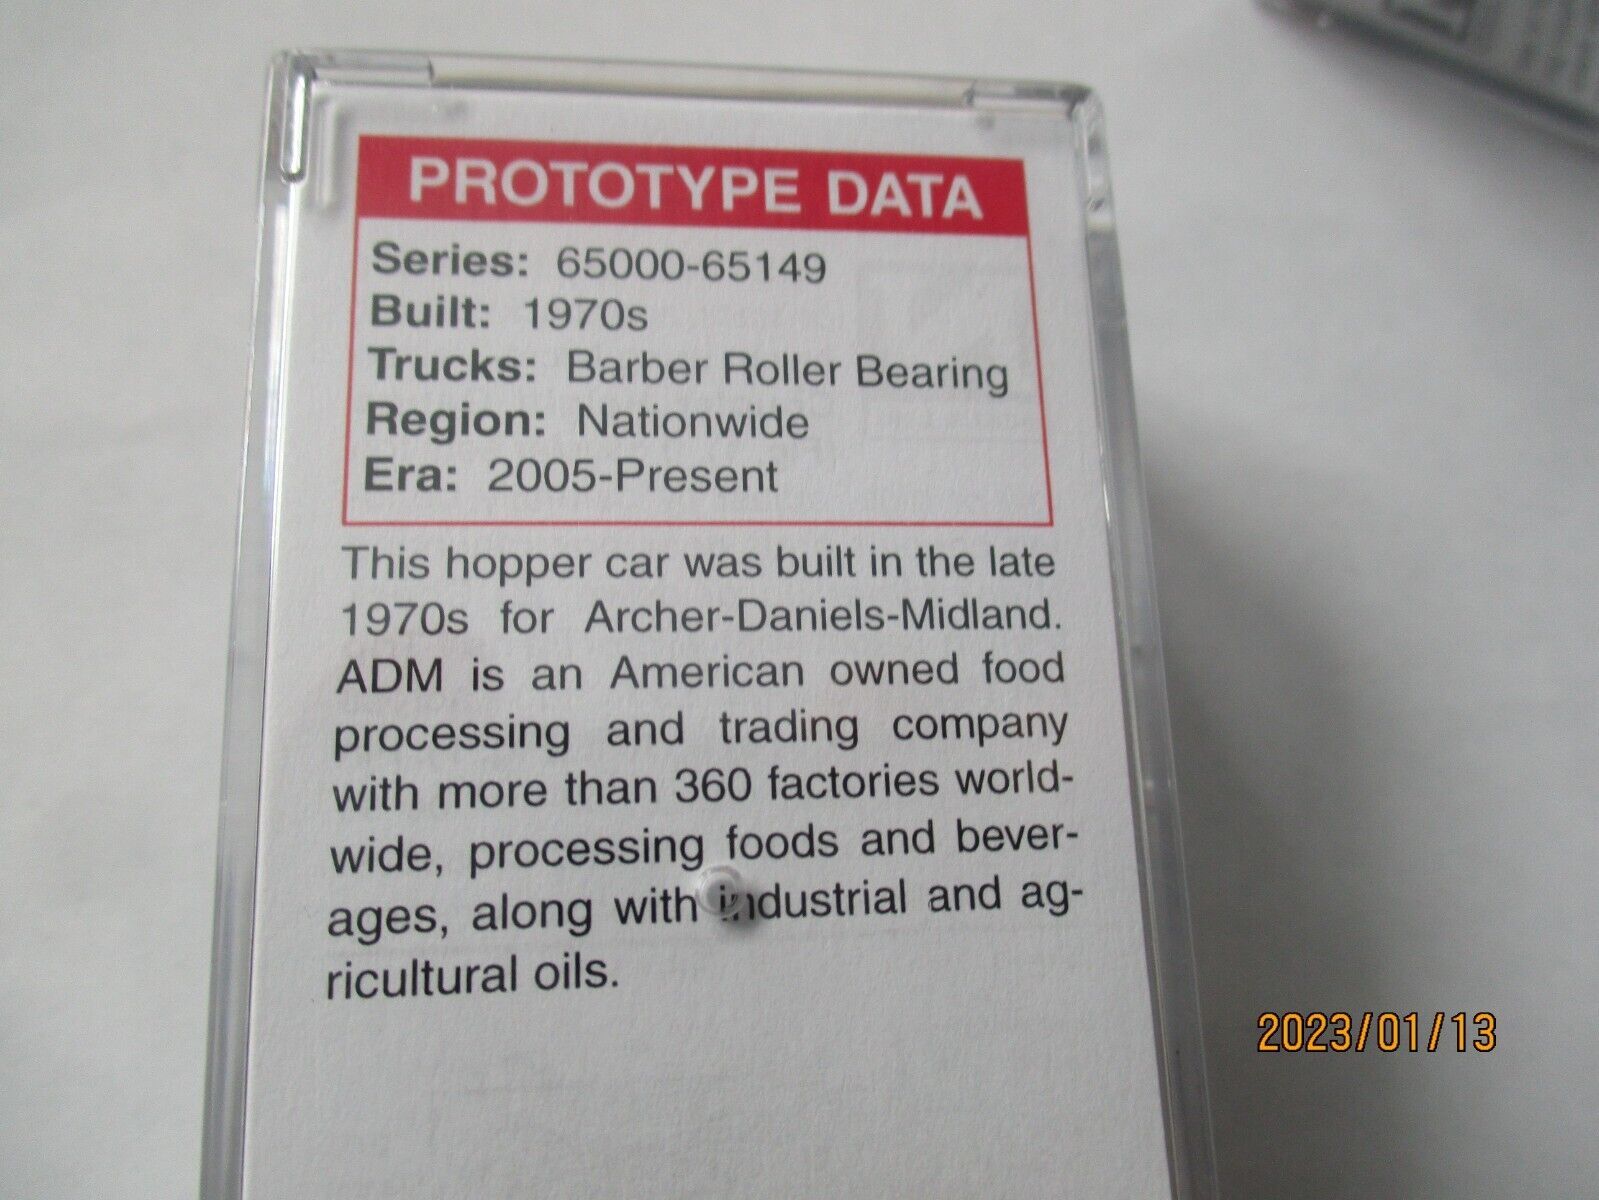 PROTOTYPE DATA
Series: 65000-65149
Built: 1970s
Trucks: Barber Roller Bearing
Region: Nationwide
Era: 2005-Present
This hopper car was built in the late
1970s for Archer-Daniels-Midland.
ADM is an American owned food
processing and trading company
with more than 360 factories world-
wide, processing foods and bever-
ages, along with industrial and ag-
ricultural oils.
2023/01/13